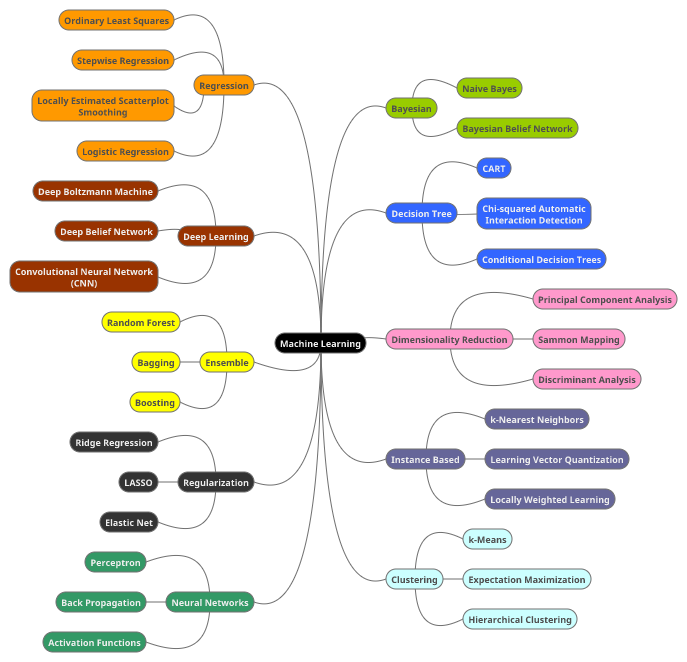 Machine Learning
Regression
Ordinary Least Squares
Stepwise Regression
Locally Estimated Scatterplot
Smoothing
Logistic Regression
Deep Learning
Deep Boltzmann Machine
Deep Belief Network
Convolutional Neural Network
(CNN)
Ensemble
Random Forest
Bagging
Boosting
Regularization
Ridge Regression
LASSO
Elastic Net
Neural Networks
Perceptron
Back Propagation
Activation Functions
Bayesian
Naive Bayes
Bayesian Belief Network
Decision Tree
CART
Chi-squared Automatic
Interaction Detection
Conditional Decision Trees
Dimensionality Reduction
Principal Component Analysis
Sammon Mapping
Discriminant Analysis
Instance Based
k-Nearest Neighbors
Learning Vector Quantization
Locally Weighted Learning
Clustering
k-Means
Expectation Maximization
Hierarchical Clustering